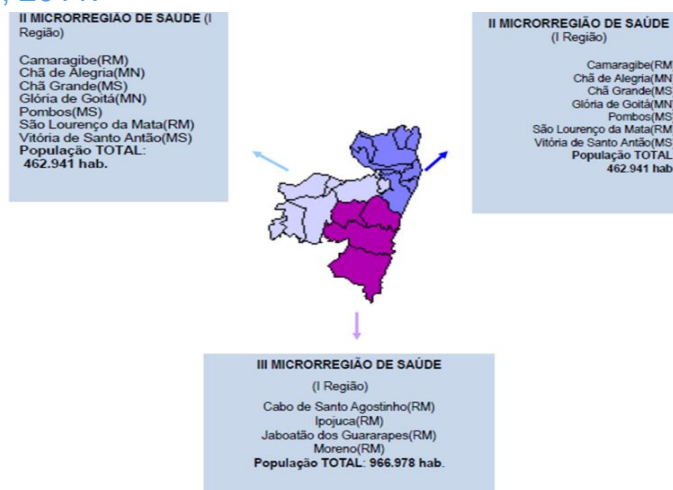 II MICRORREGIÃO DE SAÚDE (I
Região)
Camaragibe(RM)
Chã de Alegria(MN)
Chã Grande(MS)
Glória de Goitá(MN)
Pombos(MS)
São Lourenço da Mata(RM)
Vitória de Santo Antão(MS)
População TOTAL:
462.941 hab.
II MICRORREGIÃO DE SAÚDE
(I Região)
Camaragibe(RM
Chã de Alegria(MN
Chã Grande(MS
Glória de Goitá(MN
Pombos(MS
São Lourenço da Mata(RM
Vitória de Santo Antão(MS
População TOTAL
462.941 hab
III MICRORREGIÃO DE SAÚDE
(I Região)
Cabo de Santo Agostinho(RM)
Ipojuca(RM)
Jaboatão dos Guararapes(RM)
Moreno(RM)
População TOTAL: 966.978 hab.